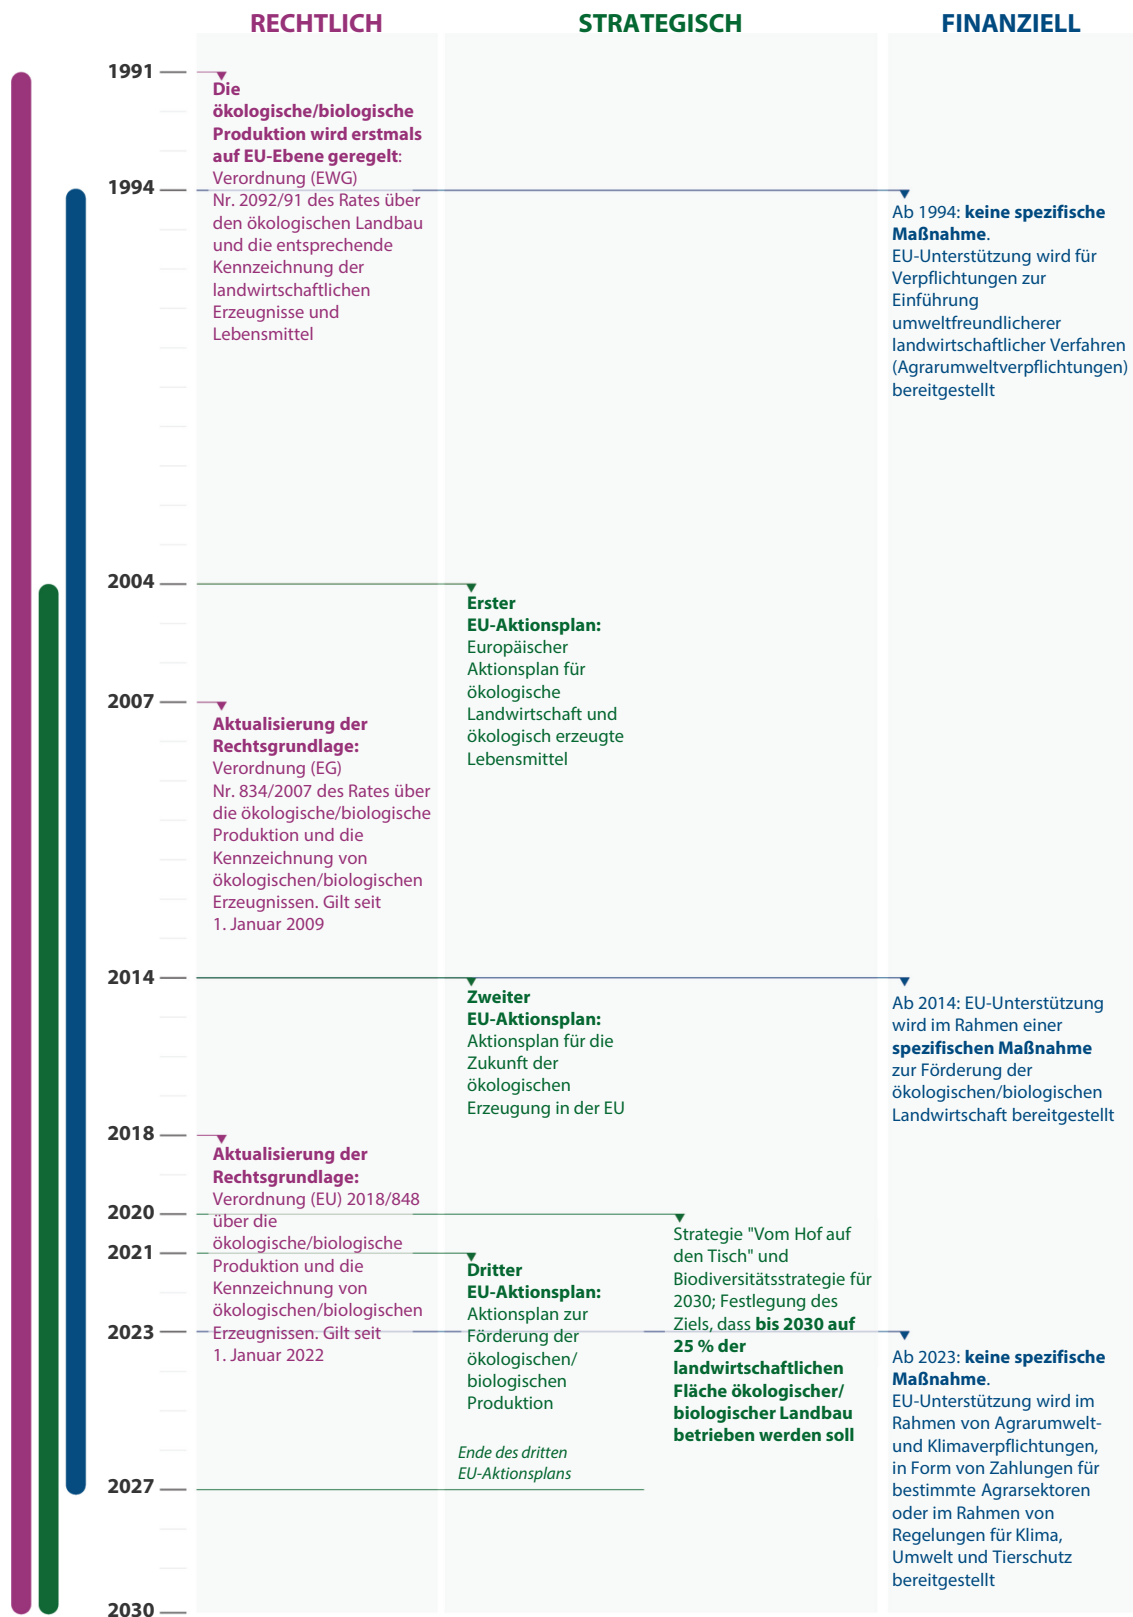 RECHTLICH
STRATEGISCH
FINANZIELL
1991
Die
ökologische/biologische
Produktion wird erstmals
auf EU-Ebene geregelt:
Verordnung (EWG)
Nr. 2092/91 des Rates über
den ökologischen Landbau
und die entsprechende
Kennzeichnung der
landwirtschaftlichen
Erzeugnisse und
Lebensmittel
1994
Ab 1994: keine spezifische
Maßnahme.
EU-Unterstützung wird für
Verpflichtungen zur
Einführung
umweltfreundlicherer
landwirtschaftlicher Verfahren
(Agrarumweltverpflichtungen)
bereitgestellt
2004
Erster
EU-Aktionsplan:
Europäischer
Aktionsplan für
ökologische
Landwirtschaft und
ökologisch erzeugte
Lebensmittel
2007
Aktualisierung der
Rechtsgrundlage:
Verordnung (EG)
Nr. 834/2007 des Rates über
die ökologische/biologische
Produktion und die
Kennzeichnung von
ökologischen/biologischen
Erzeugnissen. Gilt seit
1. Januar 2009
2014
Zweiter
EU-Aktionsplan:
Aktionsplan für die
Zukunft der
ökologischen
Erzeugung in der EU
Ab 2014: EU-Unterstützung
wird im Rahmen einer
spezifischen Maßnahme
zur Förderung der
ökologischen/biologischen
Landwirtschaft bereitgestellt
2018
Aktualisierung der
Rechtsgrundlage:
Verordnung (EU) 2018/848
über die
ökologische/biologische
Produktion und die
Kennzeichnung von
ökologischen/biologischen
Erzeugnissen. Gilt seit
1. Januar 2022
2020
Strategie "Vom Hof auf
den Tisch" und
Biodiversitätsstrategie für
2030; Festlegung des
Ziels, dass bis 2030 auf
25 % der
landwirtschaftlichen
Fläche ökologischer/
biologischer Landbau
betrieben werden soll
2021
Dritter
EU-Aktionsplan:
Aktionsplan zur
Förderung der
ökologischen/
biologischen
Produktion
2023
Ab 2023: keine spezifische
Maßnahme.
EU-Unterstützung wird im
Rahmen von Agrarumwelt-
und Klimaverpflichtungen,
in Form von Zahlungen für
bestimmte Agrarsektoren
oder im Rahmen von
Regelungen für Klima,
Umwelt und Tierschutz
bereitgestellt
Ende des dritten
EU-Aktionsplans
2027
2030